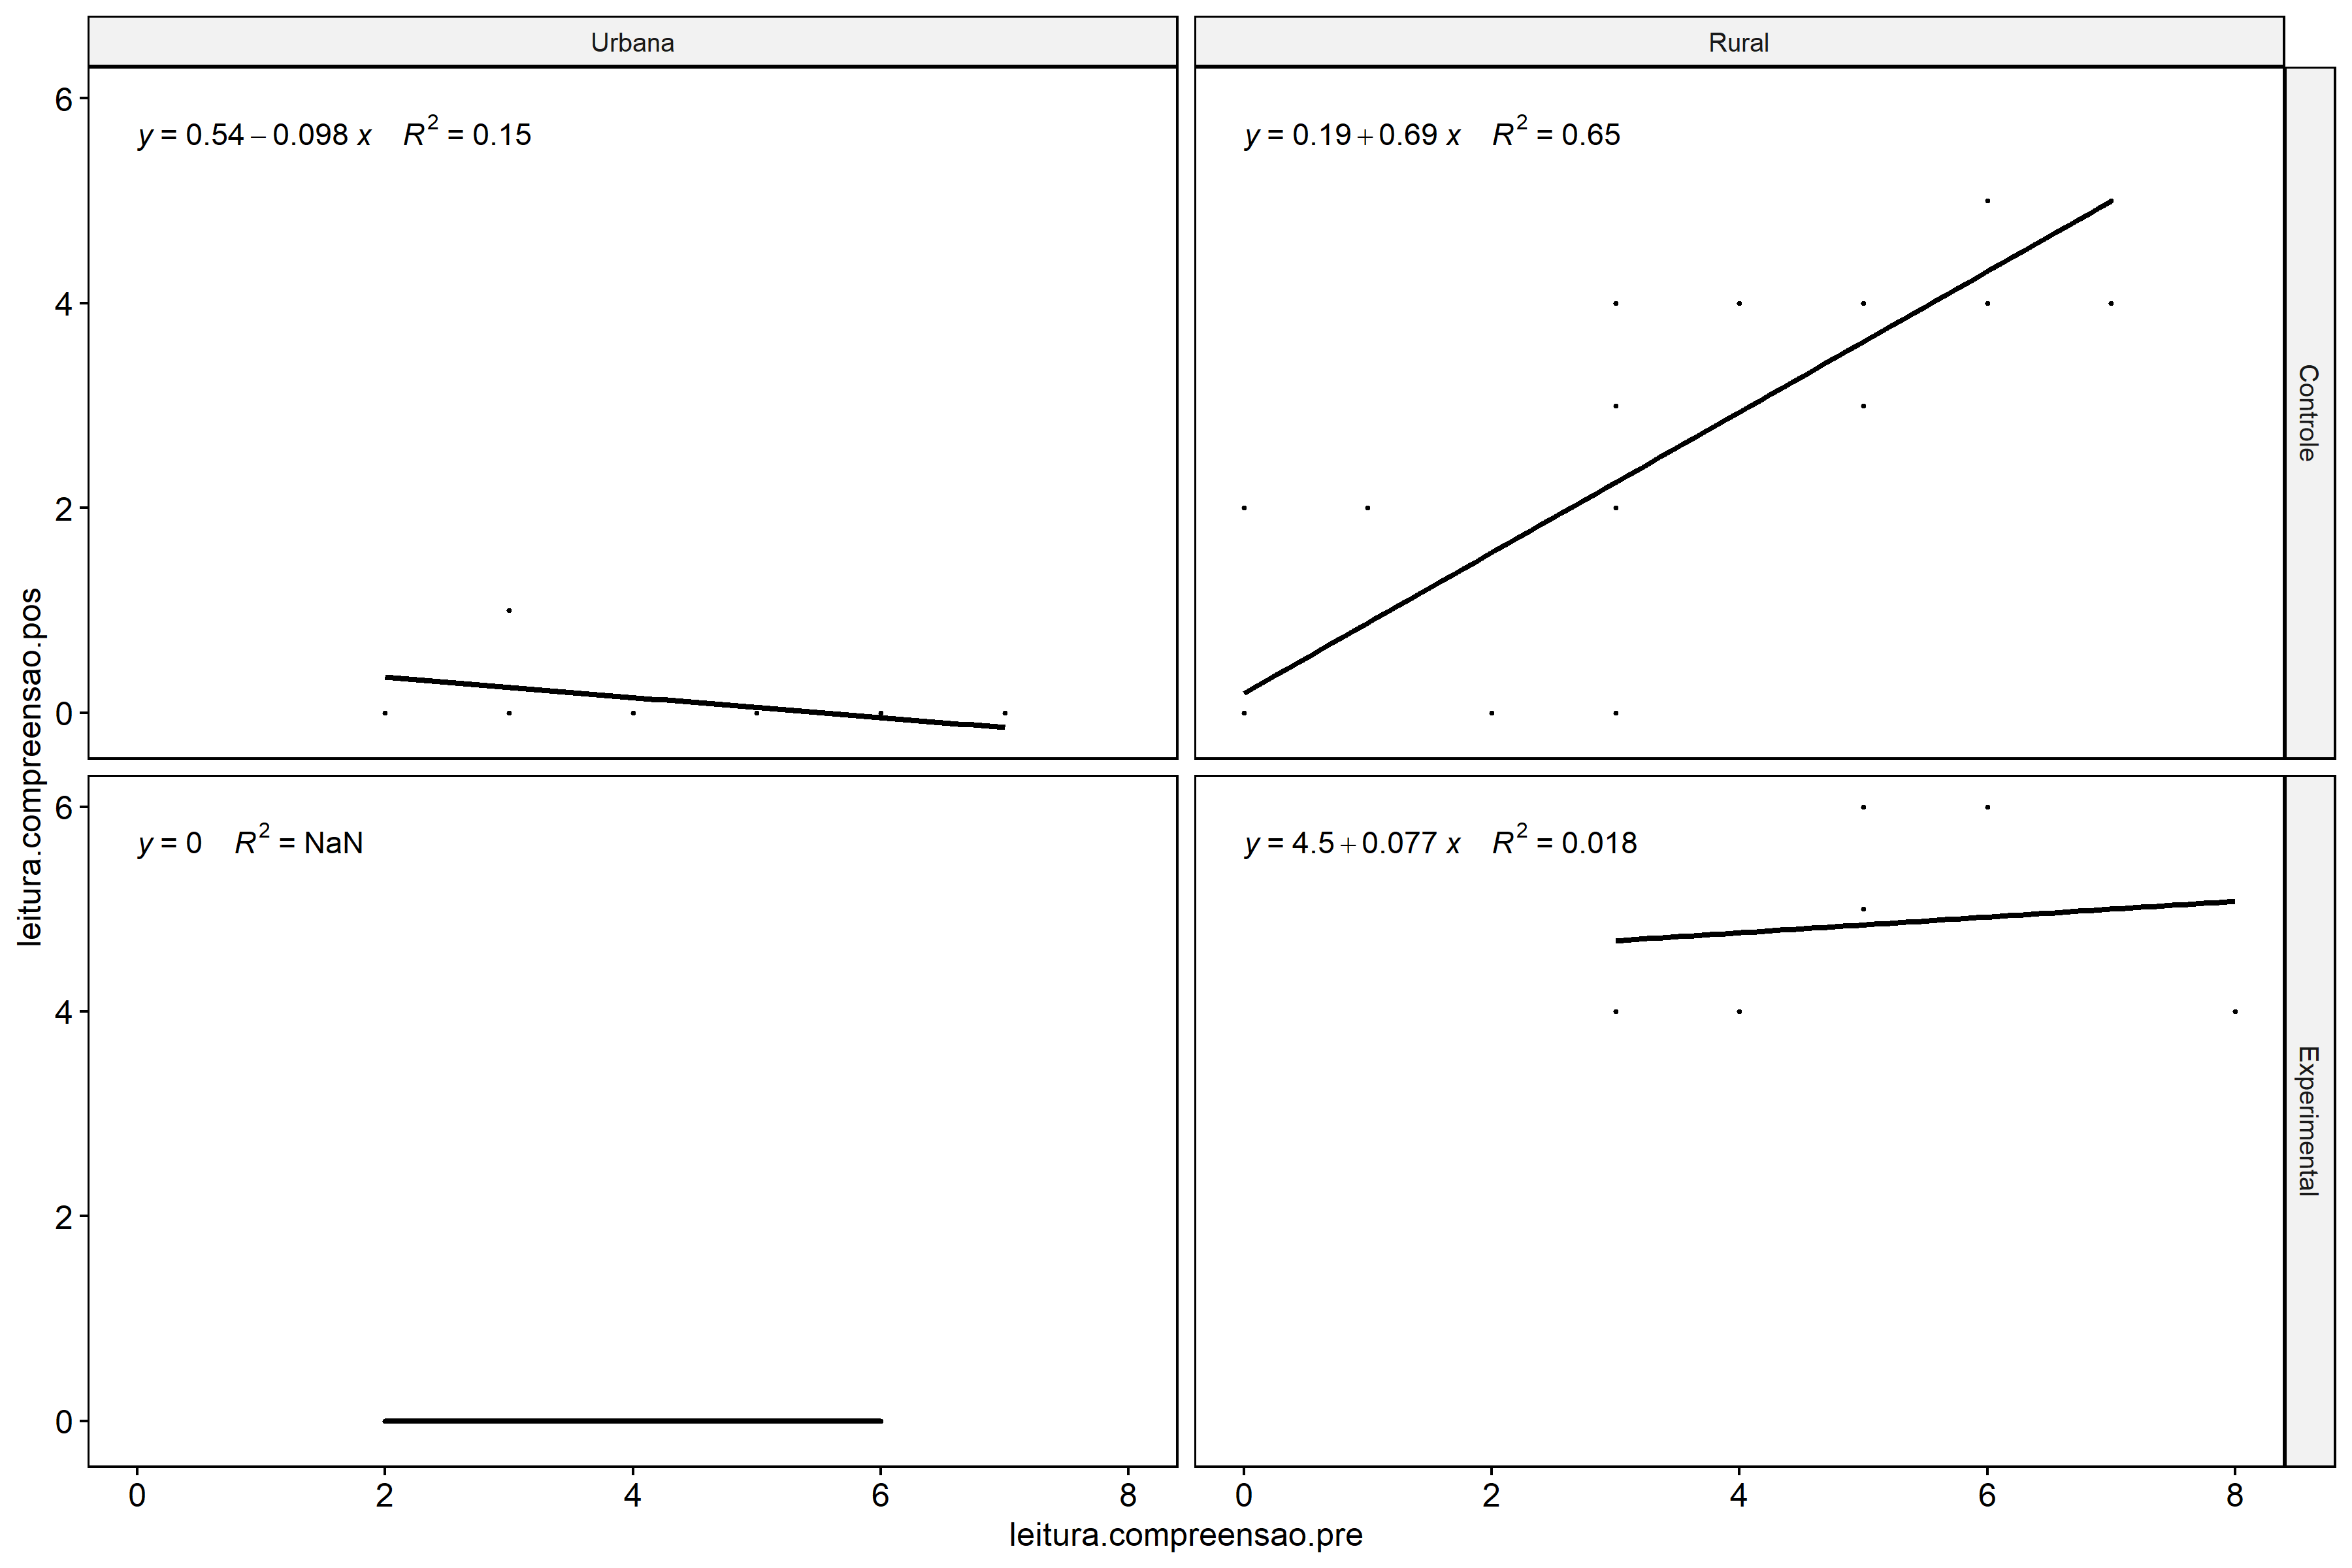 Urbana
Rural
6
4
2
0
y = 0.54 − 0.098 x R² = 0.15
y = 0.19 + 0.69 x R² = 0.65
Controle
leitura.compreensao.pos
6
4
2
0
y = 0 R² = NaN
y = 4.5 + 0.077 x R² = 0.018
Experimental
0 2 4 6 8
0 2 4 6 8
leitura.compreensao.pre